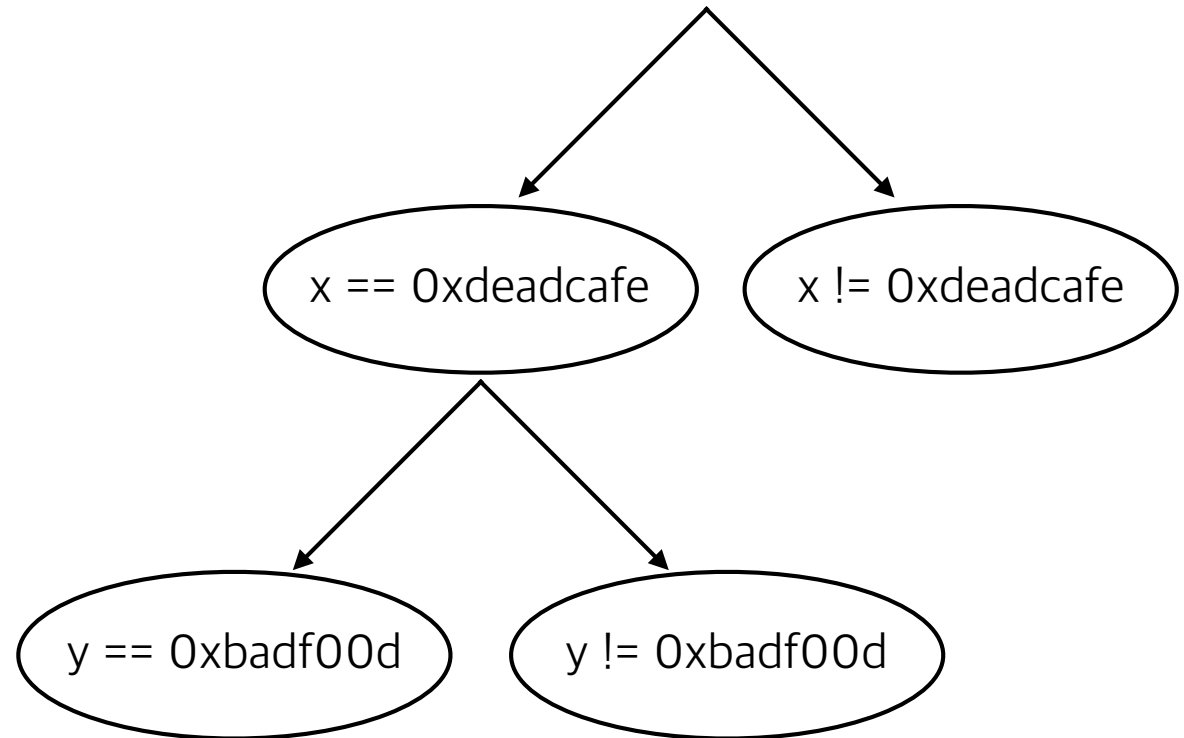 x == 0xdeadcafe
x != 0xdeadcafe
y == 0xbadf00d
y != 0xbadf00d